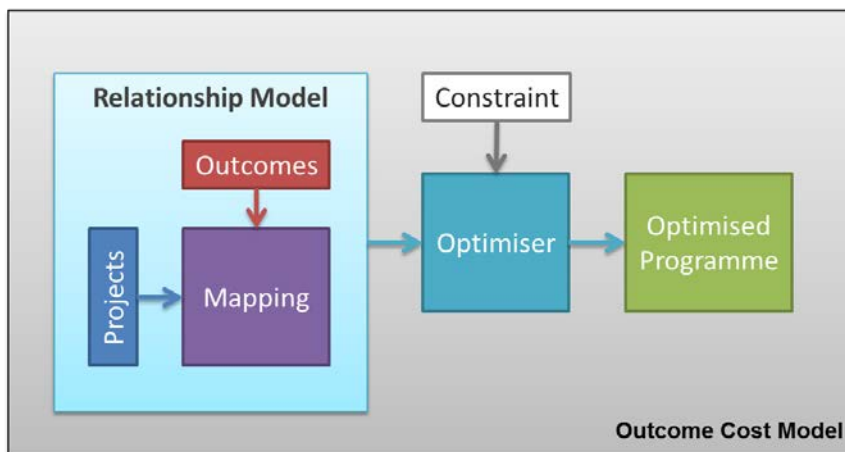 Relationship Model
Constraint
Outcomes
Projects
Mapping
Optimiser
Optimised
Programme
Outcome Cost Model